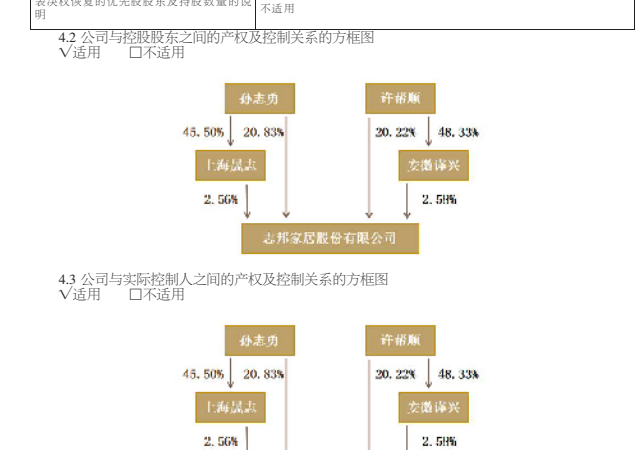 表决权恢复的优先股股东及持股数量的说
明
不适用
4.2 公司与控股股东之间的产权及控制关系的方框图
√适用 □不适用
孙志勇 许帮顺
45.50% 20.83% 20.22% 48.33%
上海晟志 安徽谆兴
2.56% 2.58%
志邦家居股份有限公司
4.3 公司与实际控制人之间的产权及控制关系的方框图
√适用 □不适用
孙志勇 许帮顺
45.50% 20.83% 20.22% 48.33%
上海晟志 安徽谆兴
2.56% 2.58%